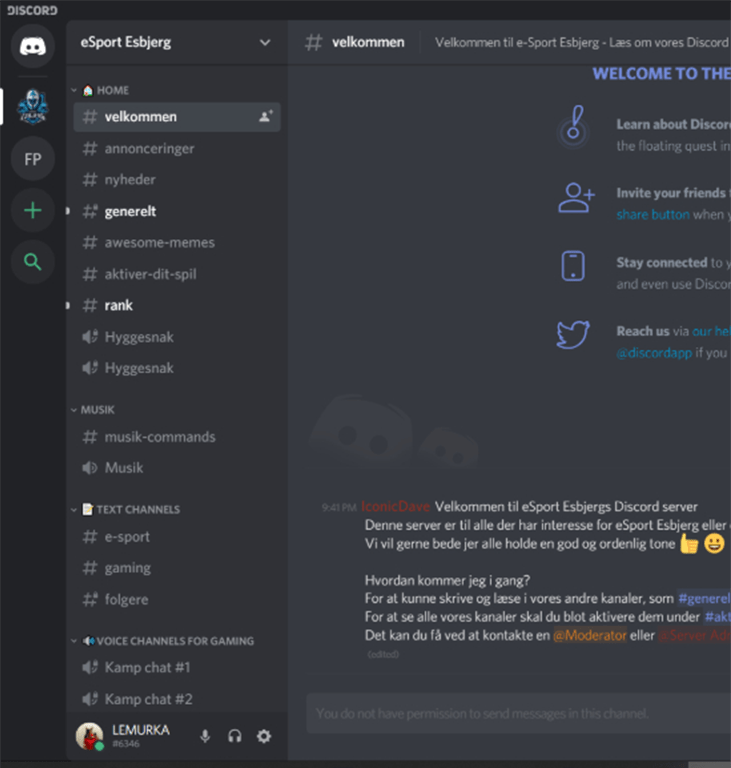 DISCORD
eSport Esbjerg
FP
HOME
velkommen
annonceringer
nyheder
generelt
awesome-memes
aktiver-dit-spil
rank
Hyggesnak
Hyggesnak
MUSIK
musik-commands
Musik
TEXT CHANNELS
e-sport
gaming
folgere
VOICE CHANNELS FOR GAMING
Kamp chat #1
Kamp chat #2
LEMURKA
#6346
# velkommen Velkommen til e-Sport Esbjerg - Læs om vores Discord
WELCOME TO THE
Learn about Discord
the floating quest in
Invite your friends
share button when
Stay connected to
and even use Disco
Reach us via our hel
@discordapp if you
9:41 PM IconicDave Velkommen til eSport Esbjergs Discord server
Denne server er til alle der har interesse for eSport Esbjerg eller
Vi vil gerne bede jer alle holde en god og ordenlig tone 👍 😃
Hvordan kommer jeg i gang?
For at kunne skrive og læse i vores andre kanaler, som #generel
For at se alle vores kanaler skal du blot aktivere dem under #akt
Det kan du få ved at kontakte en @Moderator eller @Server Ad
(edited)
You do not have permission to send messages in this channel.